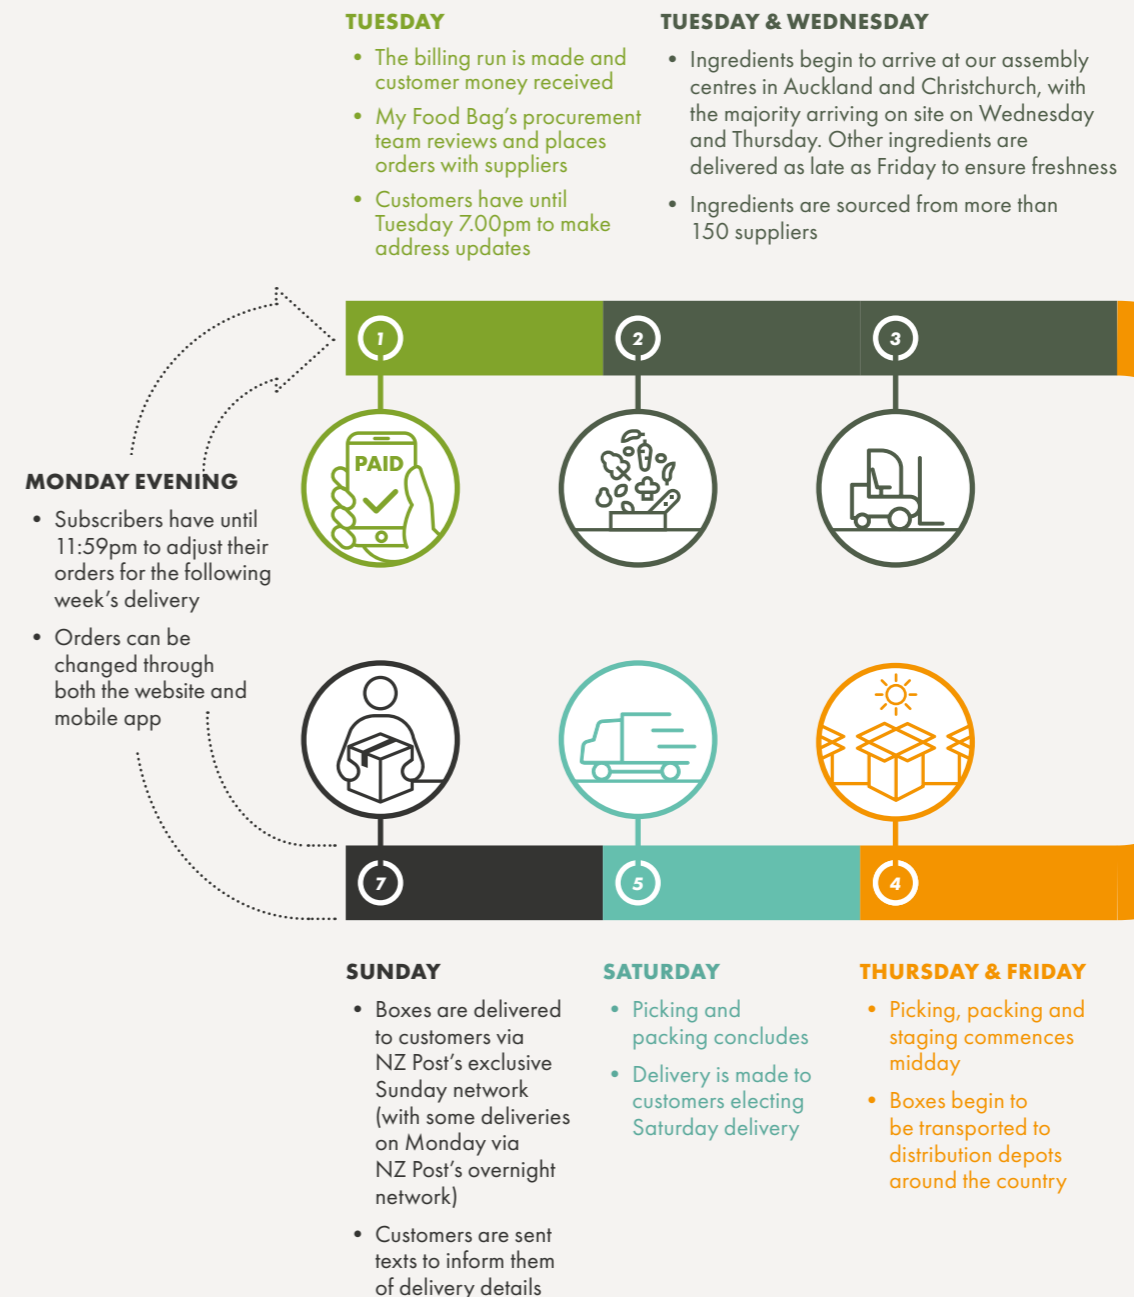 TUESDAY
• The billing run is made and
customer money received
• My Food Bag's procurement
team reviews and places
orders with suppliers
• Customers have until
Tuesday 7.00pm to make
address updates
TUESDAY & WEDNESDAY
• Ingredients begin to arrive at our assembly
centres in Auckland and Christchurch, with
the majority arriving on site on Wednesday
and Thursday. Other ingredients are
delivered as late as Friday to ensure freshness
• Ingredients are sourced from more than
150 suppliers
1
2
3
PAID
MONDAY EVENING
• Subscribers have until
11:59pm to adjust their
orders for the following
week's delivery
• Orders can be
changed through
both the website and
mobile app
7
5
4
SUNDAY
• Boxes are delivered
to customers via
NZ Post's exclusive
Sunday network
(with some deliveries
on Monday via
NZ Post's overnight
network)
• Customers are sent
texts to inform them
of delivery details
SATURDAY
• Picking and
packing concludes
• Delivery is made to
customers electing
Saturday delivery
THURSDAY & FRIDAY
• Picking, packing and
staging commences
midday
• Boxes begin to
be transported to
distribution depots
around the country